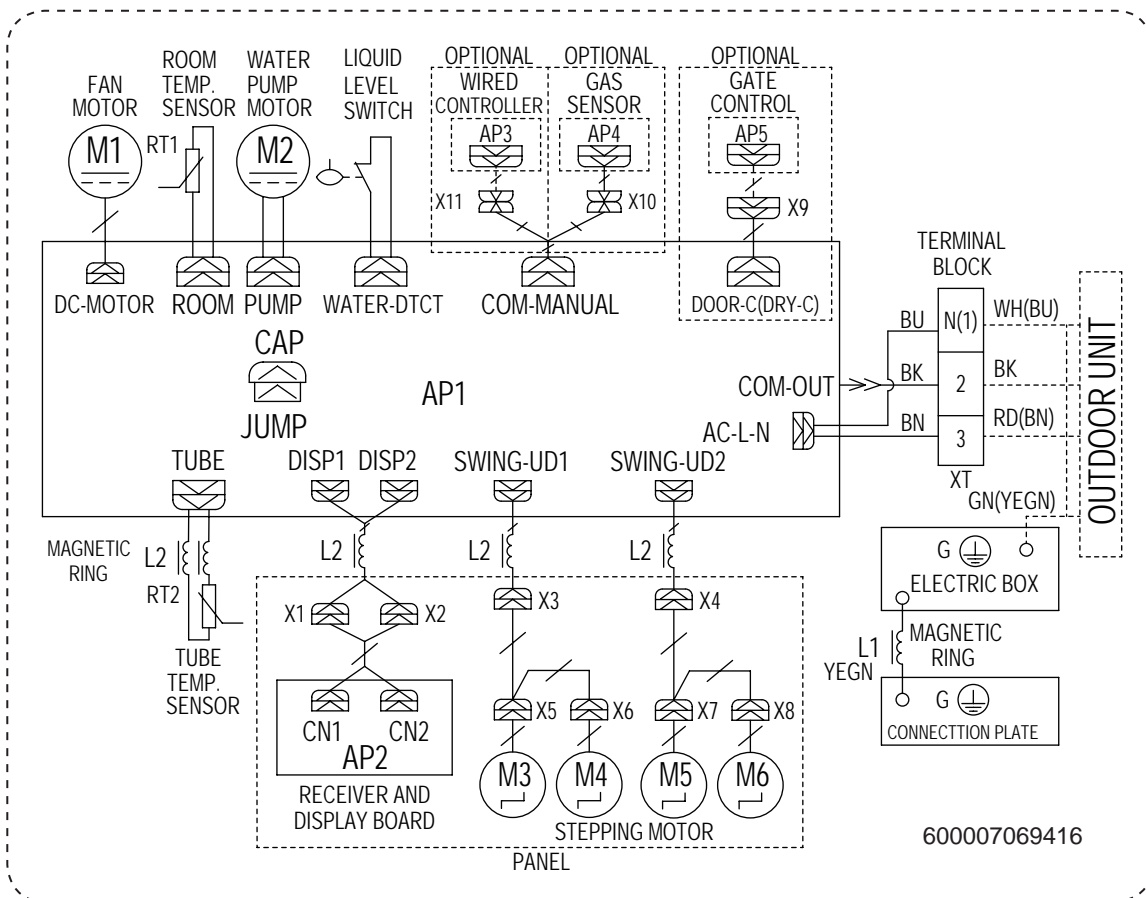 OPTIONAL
OPTIONAL
OPTIONAL
FAN
MOTOR
ROOM
TEMP.
SENSOR
WATER
PUMP
MOTOR
LIQUID
LEVEL
SWITCH
WIRED
CONTROLLER
GAS
SENSOR
GATE
CONTROL
M1
RT1
M2
AP3
AP4
AP5
X11
X10
X9
DC-MOTOR
ROOM
PUMP
WATER-DTCT
COM-MANUAL
DOOR-C(DRY-C)
TERMINAL
BLOCK
CAP
JUMP
AP1
COM-OUT
AC-L-N
BU
BK
BN
N(1)
2
3
XT
WH(BU)
BK
RD(BN)
GN(YEGN)
OUTDOOR UNIT
TUBE
DISP1
DISP2
SWING-UD1
SWING-UD2
MAGNETIC
RING
L2
L2
L2
L2
RT2
TUBE
TEMP.
SENSOR
X1
X2
X3
X4
CN1
CN2
AP2
RECEIVER AND
DISPLAY BOARD
X5
X6
X7
X8
M3
M4
M5
M6
STEPPING MOTOR
PANEL
G
ELECTRIC BOX
L1
YEGN
MAGNETIC
RING
G
CONNECTTION PLATE
600007069416